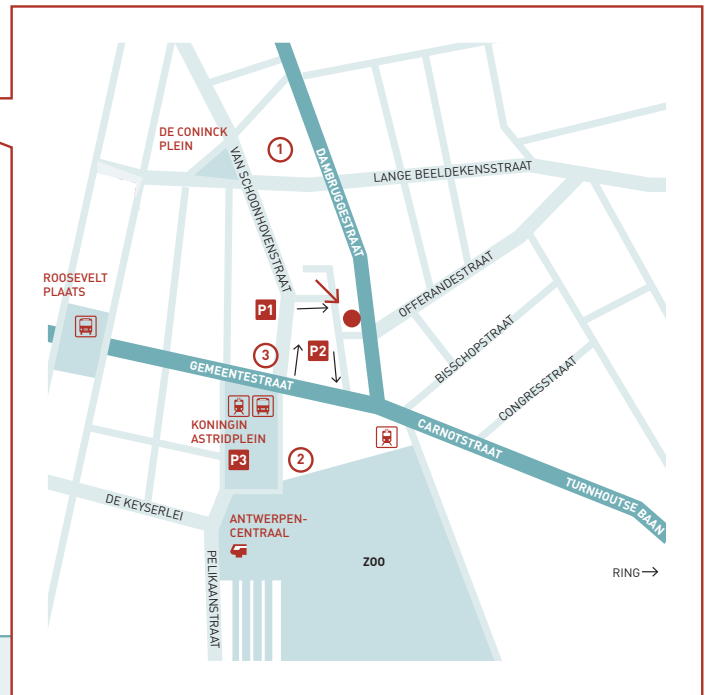 DE CONINCK
PLEIN
1
VAN SCHOONHOVENSTRAAT
DAMBRUGGESTRAAT
LANGE BEELDEKENSSTRAAT
ROOSEVELT
PLAATS
P1
OFFERANDESTRAAT
3
P2
GEMEENTESTRAAT
BISSCHOPSTRAAT
CONGRESSTRAAT
KONINGIN
ASTRIDPLEIN
P3
2
CARNOTSTRAAT
TURNHOUTSE BAAN
DE KEYSERLEI
ANTWERPEN-
CENTRAAL
PELIKAANSTRAAT
ZOO
RING